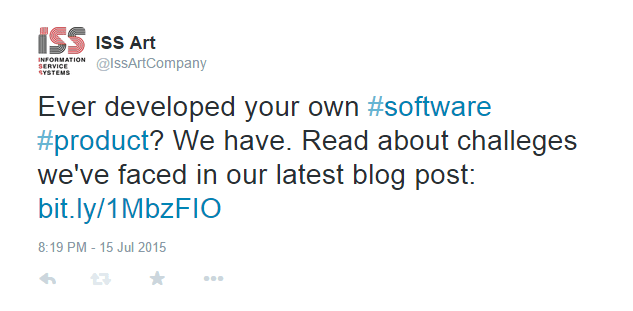 ISS
INFORMATION
SERVICE
SYSTEMS
ISS Art
@IssArtCompany
Ever developed your own #software
#product? We have. Read about challeges
we've faced in our latest blog post:
bit.ly/1MbzFIO
8:19 PM - 15 Jul 2015